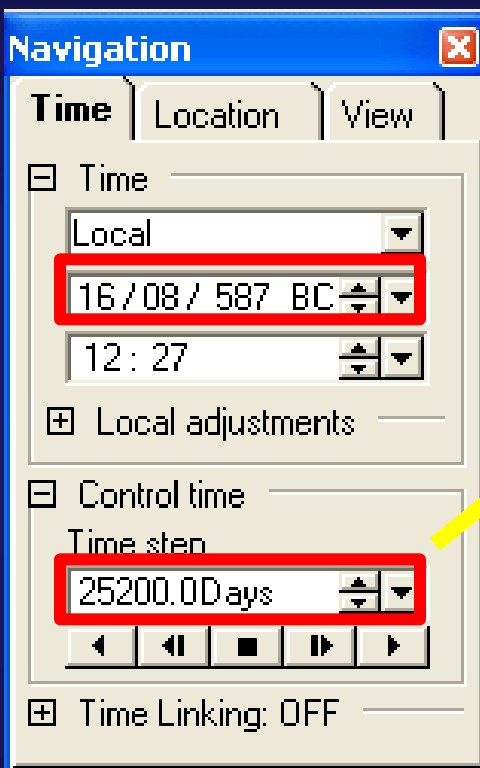 Navigation
Time Location View
Time
Local
16/08/ 587 BC
12: 27
Local adjustments
Control time
Time step
25200.0Days
Time Linking: OFF